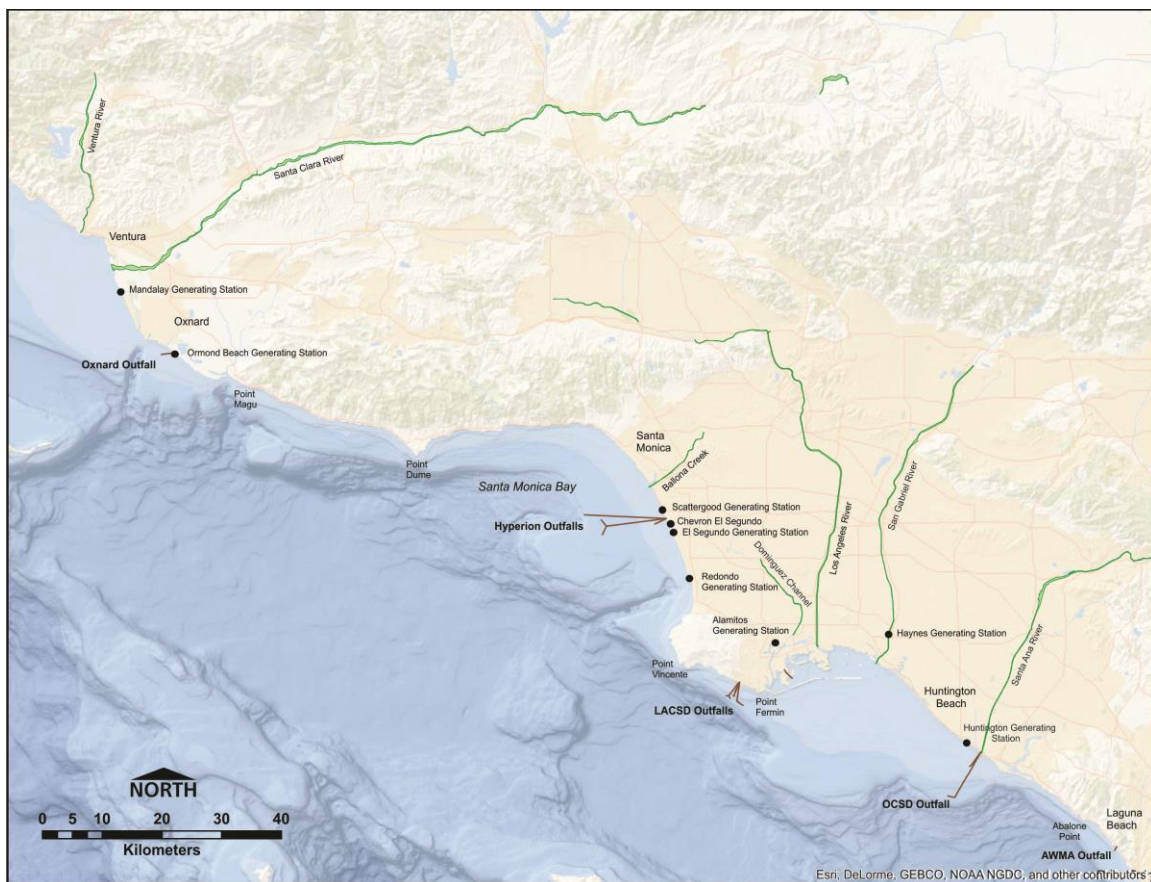 Ventura River
Santa Clara River
Ventura
Mandalay Generating Station
Oxnard
Ormond Beach Generating Station
Oxnard Outfall
Point
Magu
Santa
Monica
Point
Dume
Ballona Creek
Santa Monica Bay
Scattergood Generating Station
Hyperion Outfalls
Chevron El Segundo
El Segundo Generating Station
Los Angeles River
San Gabriel River
Dominguez Channel
Redondo
Generating Station
Alamitos
Generating Station
Haynes Generating Station
Santa Ana River
Point
Vincente
LACSD Outfalls
Point
Fermin
Huntington
Beach
Huntington Generating
Station
OCSD Outfall
Laguna
Beach
Abalone
Point
AWMA Outfall
NORTH
0 5 10 20 30 40
Kilometers
Esri, DeLorme, GEBCO, NOAA NGDC, and other contributors